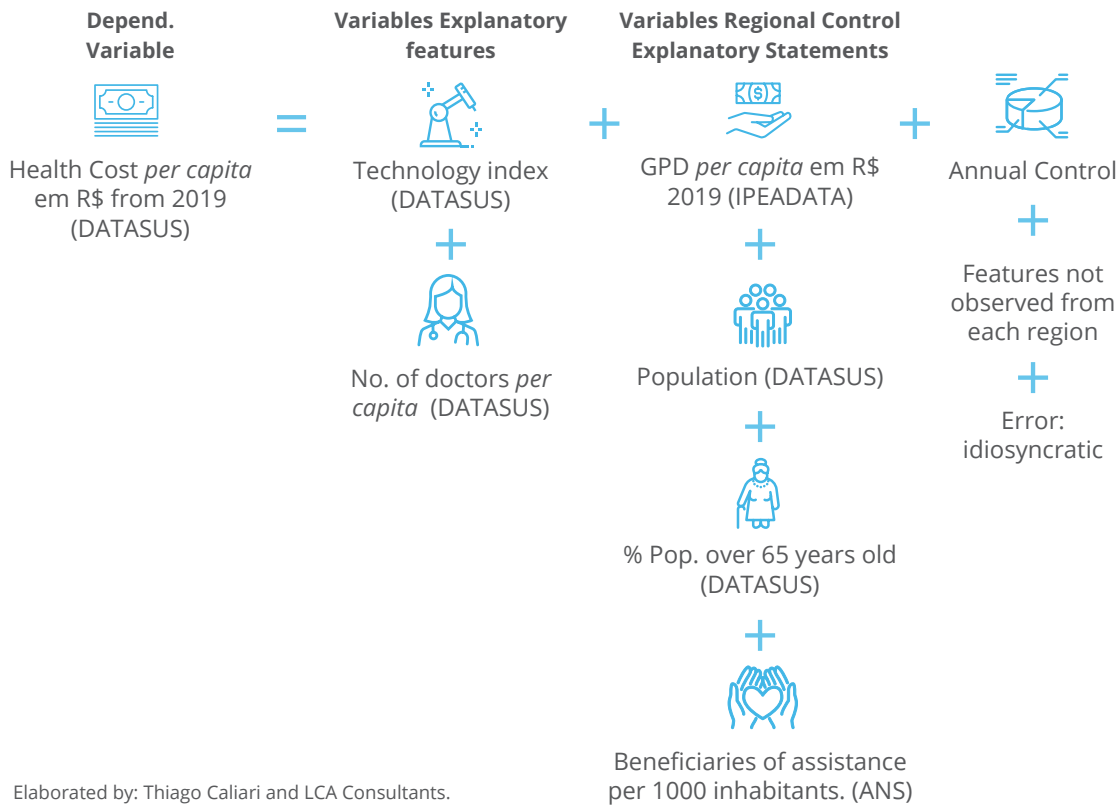 Depend.
Variable
Health Cost per capita
em R$ from 2019
(DATASUS)
=
Variables Explanatory
features
Technology index
(DATASUS)
+
No. of doctors per
capita (DATASUS)
+
Variables Regional Control
Explanatory Statements
($)
GPD per capita em R$
2019 (IPEADATA)
+
Population (DATASUS)
+
% Pop. over 65 years old
(DATASUS)
+
Beneficiaries of assistance
per 1000 inhabitants. (ANS)
+
Annual Control
+
Features not
observed from
each region
+
Error:
idiosyncratic
Elaborated by: Thiago Caliari and LCA Consultants.